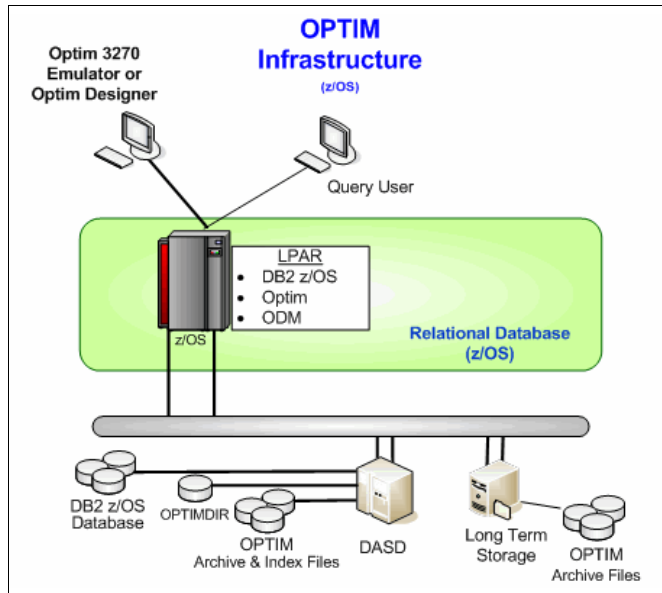 OPTIM
Infrastructure
(z/OS)
Optim 3270
Emulator or
Optim Designer
Query User
LPAR
• DB2 z/OS
• Optim
• ODM
z/OS
Relational Database
(z/OS)
DB2 z/OS
Database
OPTIMDIR
OPTIM
Archive & Index Files
DASD
Long Term
Storage
OPTIM
Archive Files